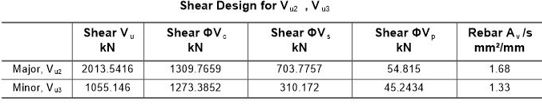 Shear Design for Vu2 , Vu3
Shear Vu kN Shear ΦVc kN Shear ΦVs kN Shear ΦVp kN Rebar Av /s mm²/mm
Major, Vu2 2013.5416 1309.7659 703.7757 54.815 1.68
Minor, Vu3 1055.146 1273.3852 310.172 45.2434 1.33